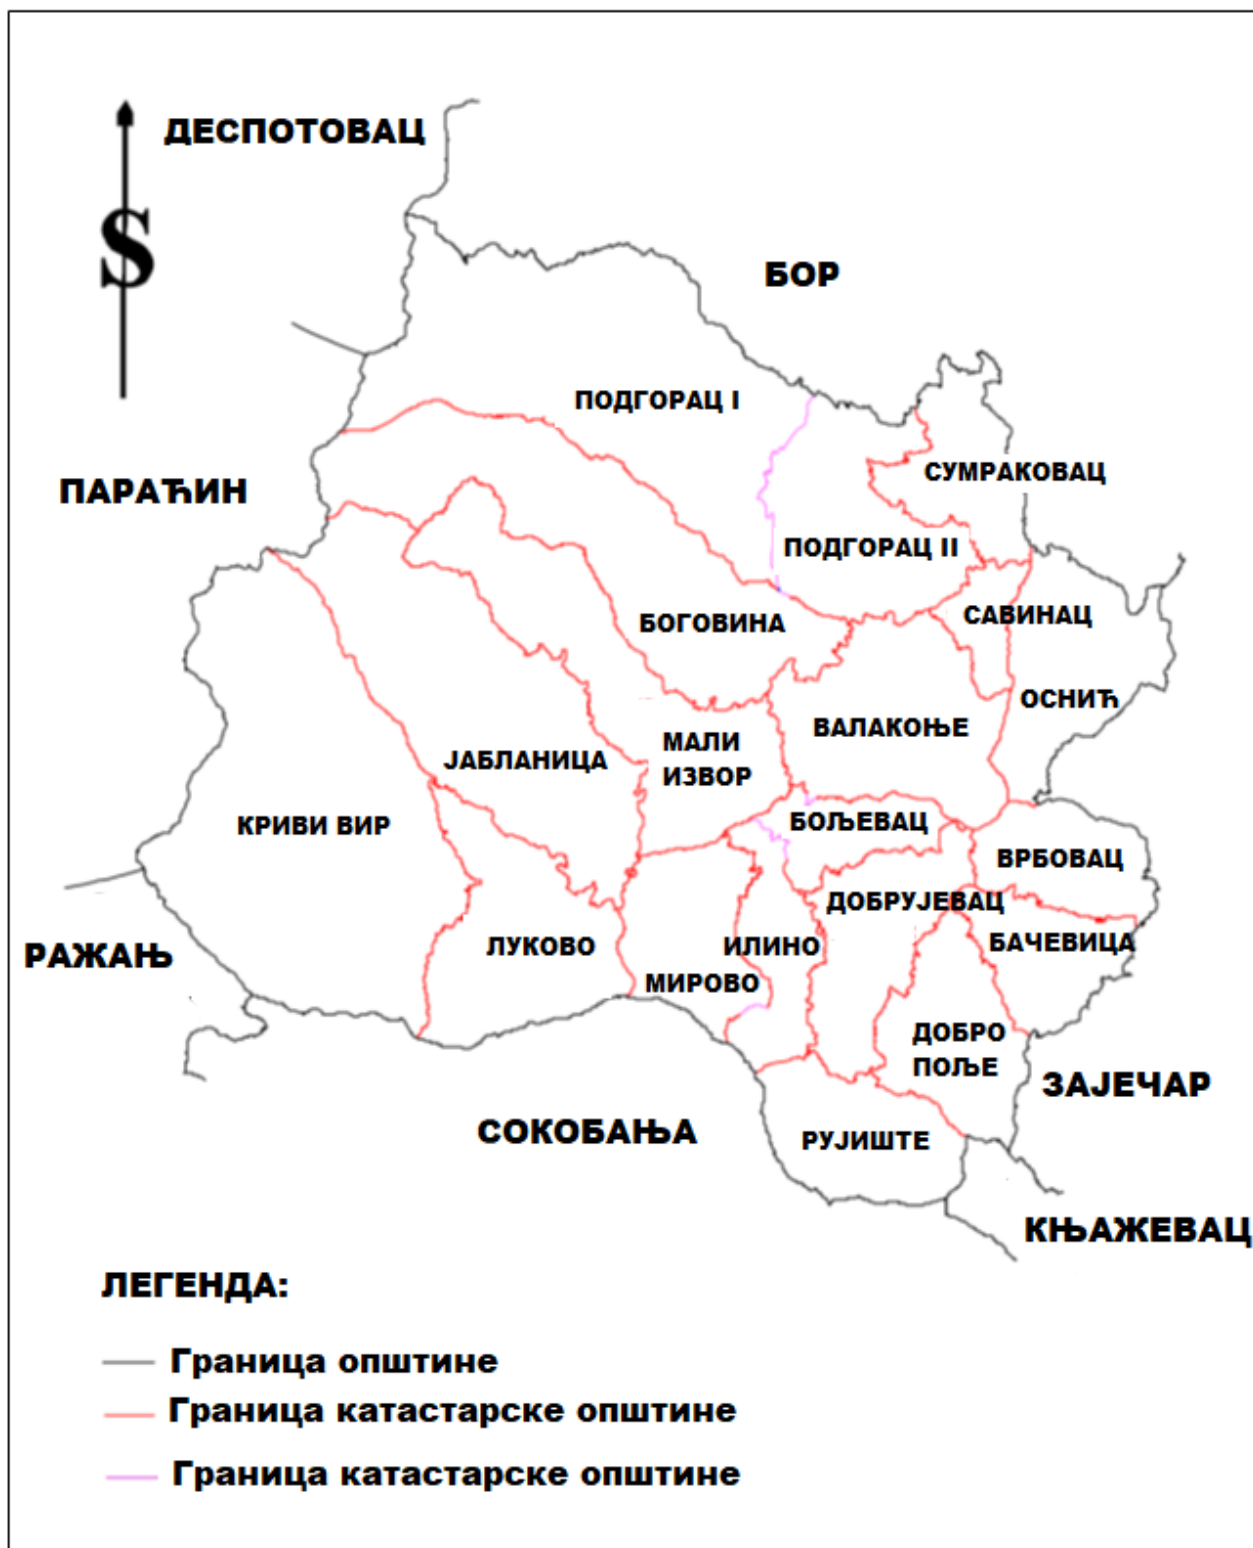 ДЕСПОТОВАЦ
S
БОР
ПОДГОРАЦ I
СУМРАКОВАЦ
ПАРАЋИН
ПОДГОРАЦ II
САВИНАЦ
БОГОВИНА
ОСНИЋ
ВАЛАКОЊЕ
МАЛИ
ИЗВОР
ЈАБЛАНИЦА
КРИВИ ВИР
БОЉЕВАЦ
ВРБОВАЦ
ДОБРУЈЕВАЦ
БАЧЕВИЦА
ЛУКОВО
ИЛИНО
РАЖАЊ
МИРОВО
ДОБРО
ПОЉЕ
ЗАЈЕЧАР
СОКОБАЊА
РУЈИШТЕ
КЊАЖЕВАЦ
ЛЕГЕНДА:
Граница општине
Граница катастарске општине
Граница катастарске општине